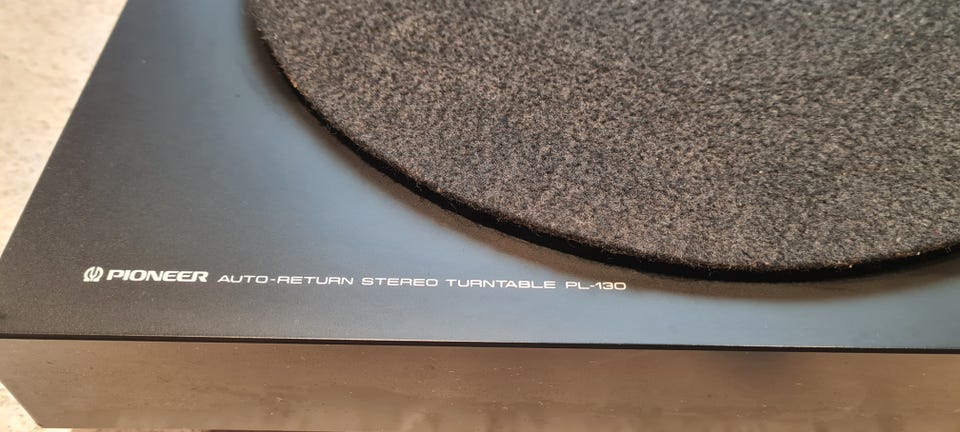 PIONEER AUTO-RETURN STEREO TURNTABLE PL-130